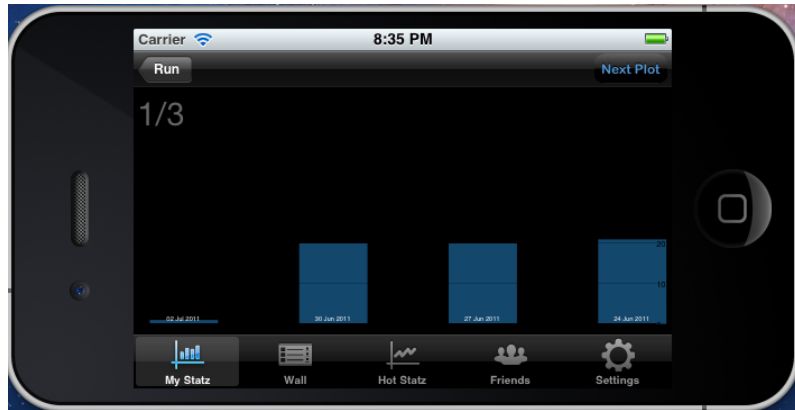 Carrier 8:35 PM
Run Next Plot
1/3
20
10
02 Jul 2011 30 Jun 2011 27 Jun 2011 24 Jun 2011
My Statz Wall Hot Statz Friends Settings